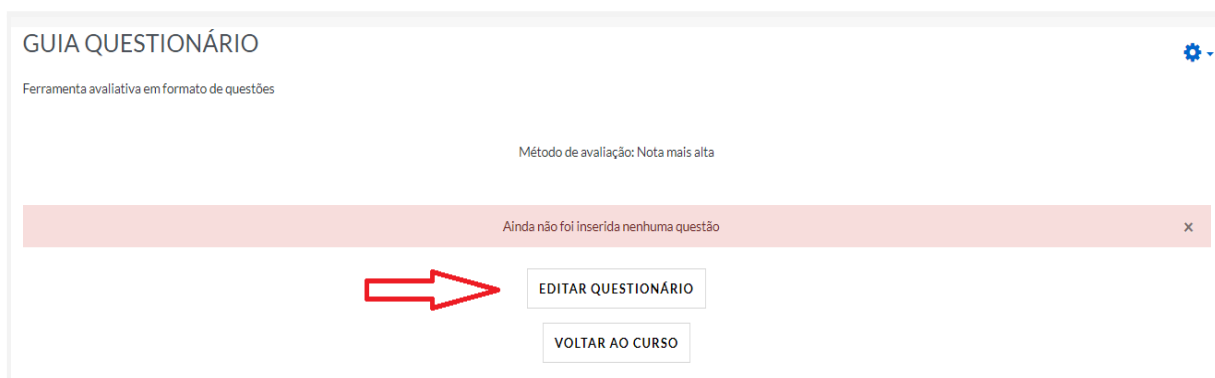 GUIA QUESTIONÁRIO
Ferramenta avaliativa em formato de questões
Método de avaliação: Nota mais alta
Ainda não foi inserida nenhuma questão ×
EDITAR QUESTIONÁRIO
VOLTAR AO CURSO